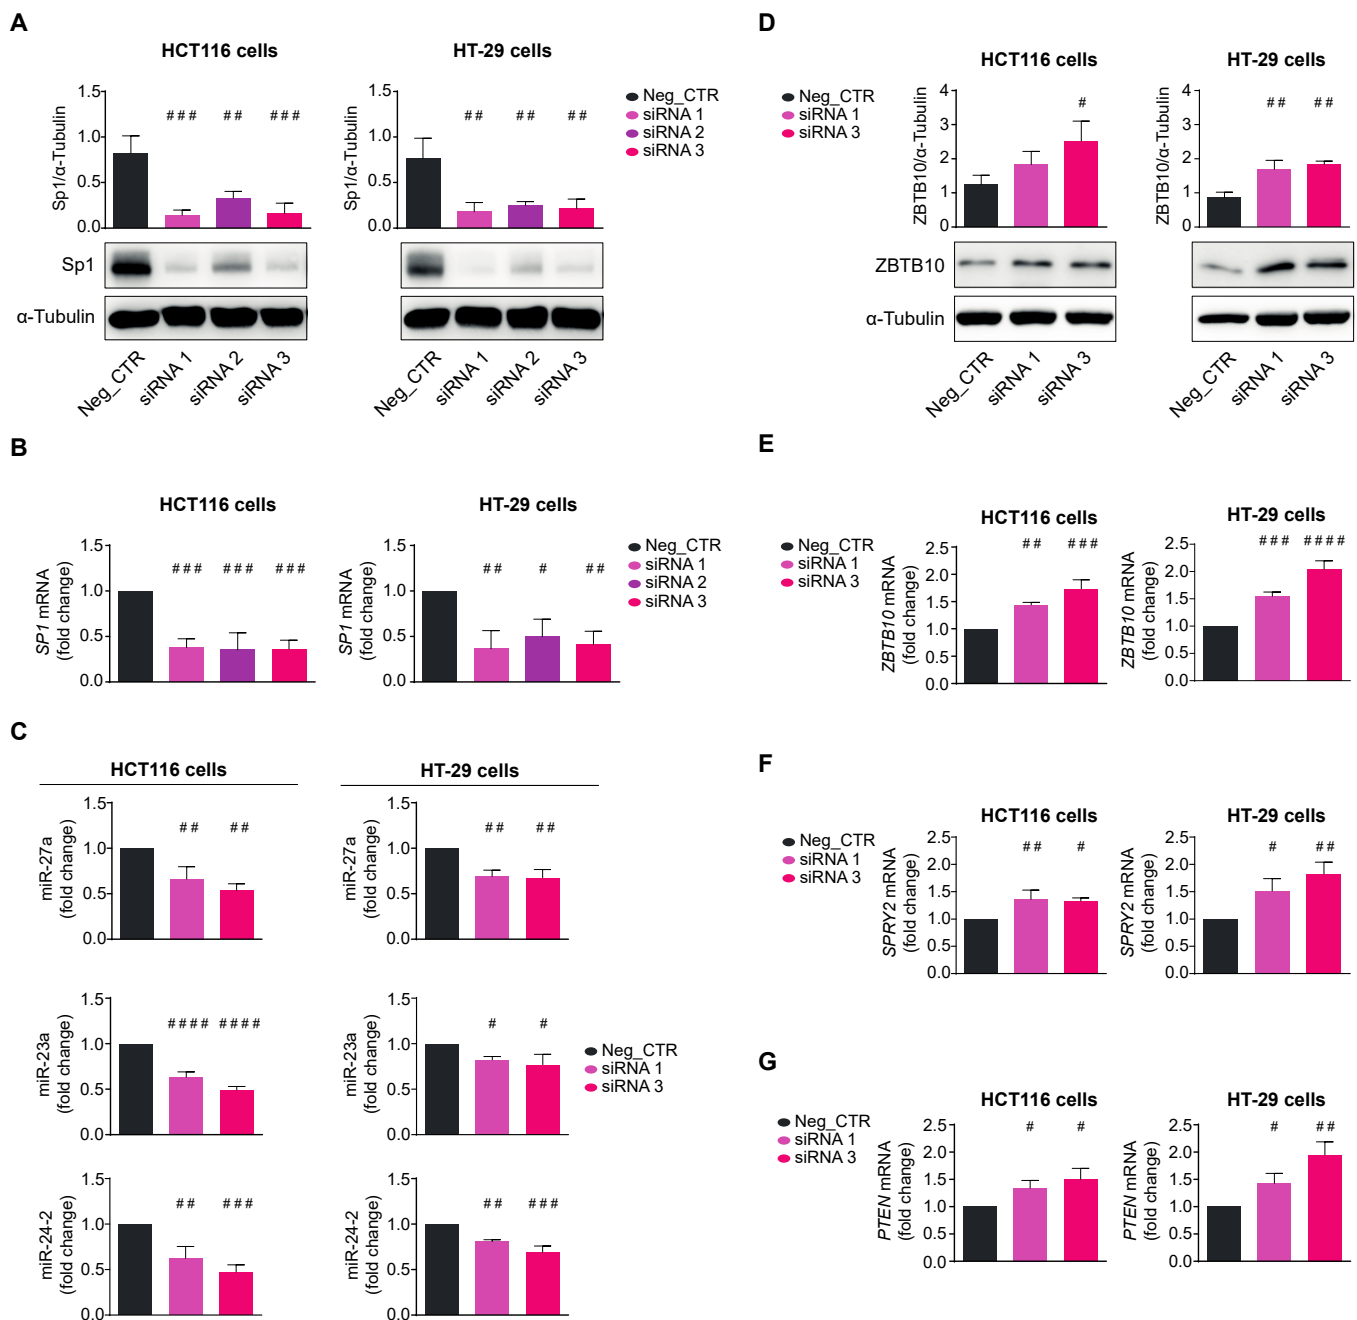 A
HCT116 cells
HT-29 cells
Sp1/α-Tubulin
1.5
1.0
0.5
0.0
### ## ###
Sp1/α-Tubulin
1.5
1.0
0.5
0.0
## ## ##
Neg_CTR
siRNA 1
siRNA 2
siRNA 3
Sp1
α-Tubulin
Neg_CTR
siRNA 1
siRNA 2
siRNA 3
Neg_CTR
siRNA 1
siRNA 2
siRNA 3
B
HCT116 cells
HT-29 cells
SP1 mRNA
(fold change)
1.5
1.0
0.5
0.0
### ### ###
SP1 mRNA
(fold change)
1.5
1.0
0.5
0.0
## # ##
Neg_CTR
siRNA 1
siRNA 2
siRNA 3
C
HCT116 cells
HT-29 cells
miR-27a
(fold change)
1.5
1.0
0.5
0.0
## ##
miR-27a
(fold change)
1.5
1.0
0.5
0.0
## ##
miR-23a
(fold change)
1.5
1.0
0.5
0.0
#### ####
miR-23a
(fold change)
1.5
1.0
0.5
0.0
# #
Neg_CTR
siRNA 1
siRNA 3
miR-24-2
(fold change)
1.5
1.0
0.5
0.0
## ###
miR-24-2
(fold change)
1.5
1.0
0.5
0.0
## ###
D
HCT116 cells
HT-29 cells
Neg_CTR
siRNA 1
siRNA 3
ZBTB10/α-Tubulin
4
3
2
1
0
#
ZBTB10/α-Tubulin
4
3
2
1
0
## ##
ZBTB10
α-Tubulin
Neg_CTR
siRNA 1
siRNA 3
Neg_CTR
siRNA 1
siRNA 3
E
HCT116 cells
HT-29 cells
Neg_CTR
siRNA 1
siRNA 3
ZBTB10 mRNA
(fold change)
2.5
2.0
1.5
1.0
0.5
0.0
## ###
ZBTB10 mRNA
(fold change)
2.5
2.0
1.5
1.0
0.5
0.0
### ####
F
HCT116 cells
HT-29 cells
Neg_CTR
siRNA 1
siRNA 3
SPRY2 mRNA
(fold change)
2.5
2.0
1.5
1.0
0.5
0.0
## #
SPRY2 mRNA
(fold change)
2.5
2.0
1.5
1.0
0.5
0.0
# ##
G
HCT116 cells
HT-29 cells
Neg_CTR
siRNA 1
siRNA 3
PTEN mRNA
(fold change)
2.5
2.0
1.5
1.0
0.5
0.0
# #
PTEN mRNA
(fold change)
2.5
2.0
1.5
1.0
0.5
0.0
# ##